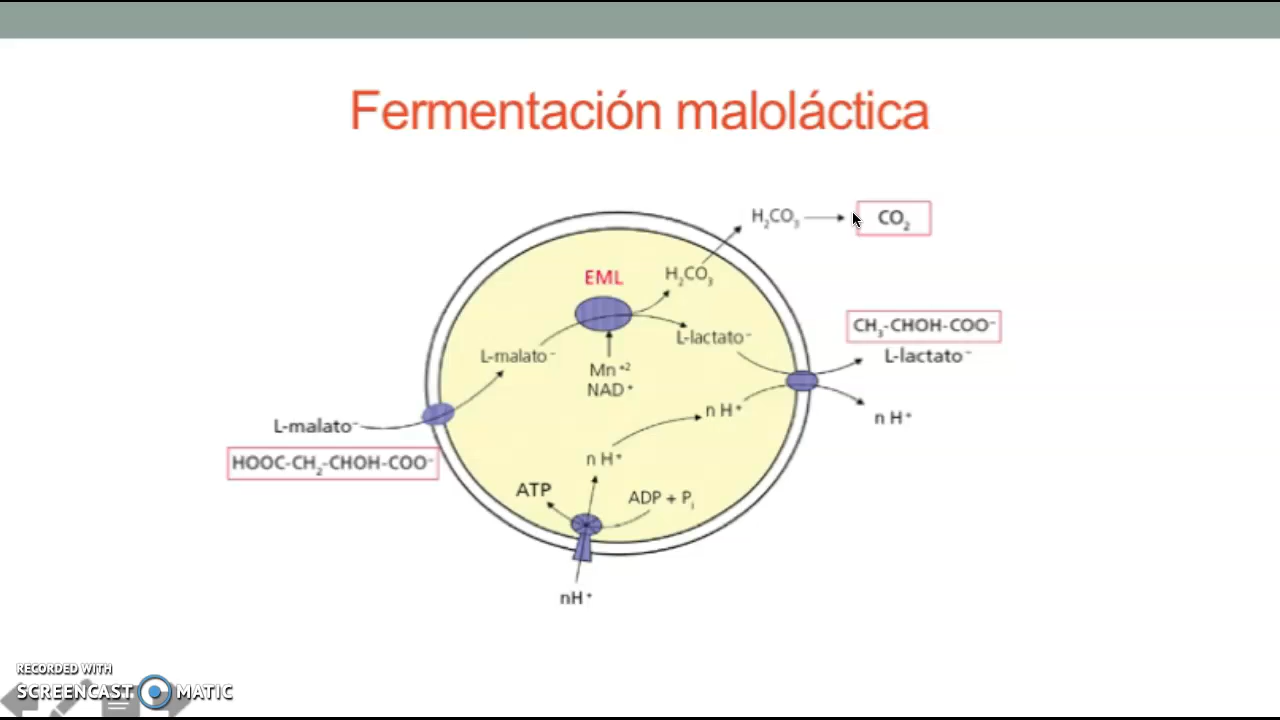 Fermentación maloláctica
H₂CO₃
CO₂
EML
H₂CO₃
CH₃-CHOH-COO⁻
L-lactato⁻
L-malato⁻
L-lactato⁻
Mn⁺²
NAD⁺
n H⁺
n H⁺
L-malato⁻
HOOC-CH₂-CHOH-COO⁻
n H⁺
ATP
ADP + Pᵢ
nH⁺
RECORDED WITH
SCREENCAST MATIC